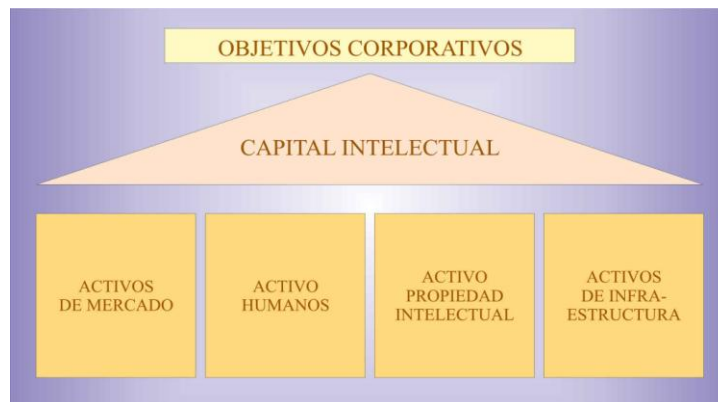 OBJETIVOS CORPORATIVOS
CAPITAL INTELECTUAL
ACTIVOS
DE MERCADO
ACTIVO
HUMANOS
ACTIVO
PROPIEDAD
INTELECTUAL
ACTIVOS
DE INFRA-
ESTRUCTURA